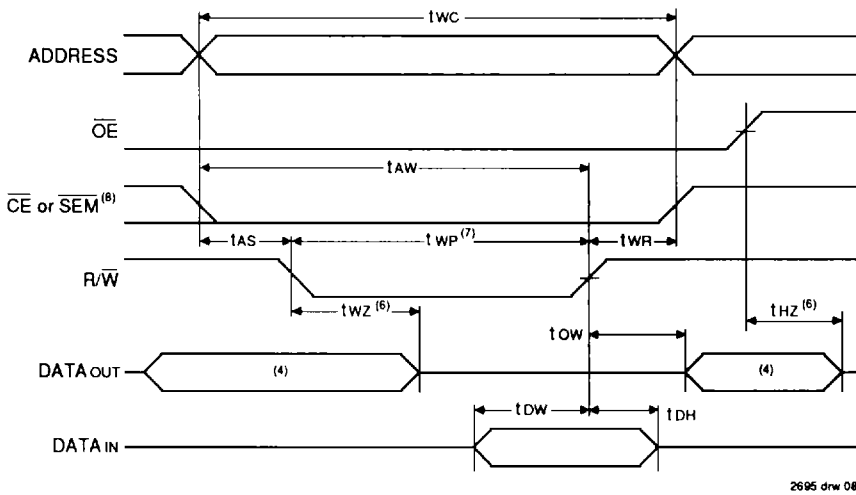 tWC
ADDRESS
OE
tAW
CE or SEM(8)
tAS
tWP(7)
tWR
R/W
tWZ(6)
tHZ(6)
tOW
DATAOUT
(4)
(4)
tDW
tDH
DATAIN
2695 drw 08